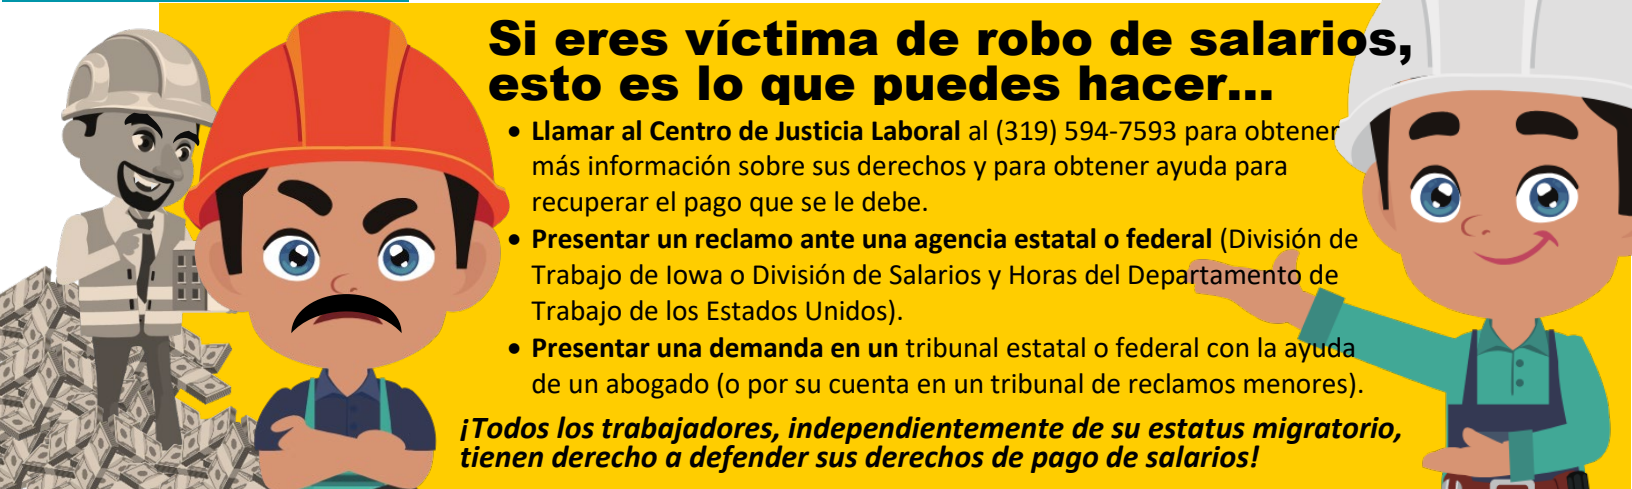 Si eres víctima de robo de salarios,
esto es lo que puedes hacer...
• Llamar al Centro de Justicia Laboral al (319) 594-7593 para obtener
más información sobre sus derechos y para obtener ayuda para
recuperar el pago que se le debe.
• Presentar un reclamo ante una agencia estatal o federal (División de
Trabajo de Iowa o División de Salarios y Horas del Departamento de
Trabajo de los Estados Unidos).
• Presentar una demanda en un tribunal estatal o federal con la ayuda
de un abogado (o por su cuenta en un tribunal de reclamos menores).
¡Todos los trabajadores, independientemente de su estatus migratorio,
tienen derecho a defender sus derechos de pago de salarios!